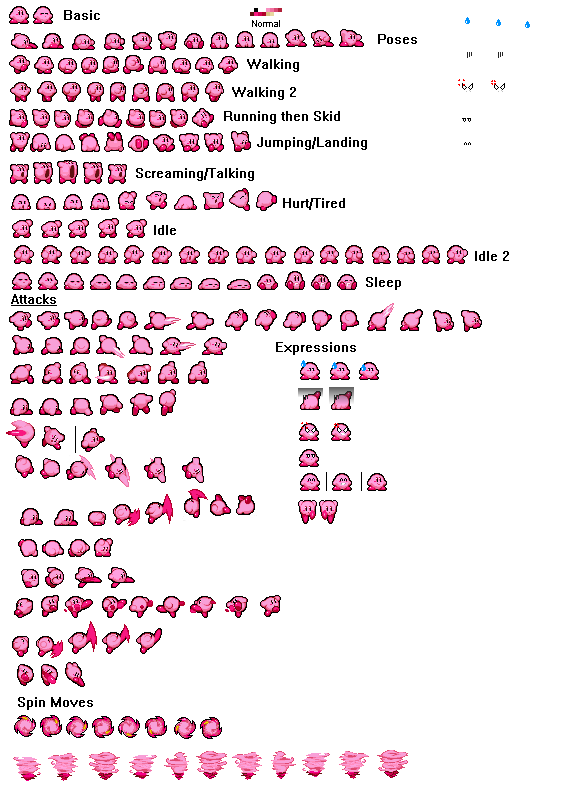 Basic
Normal
Poses
Walking
Walking 2
Running then Skid
Jumping/Landing
Screaming/Talking
Hurt/Tired
Idle
Idle 2
Sleep
Attacks
Expressions
Spin Moves